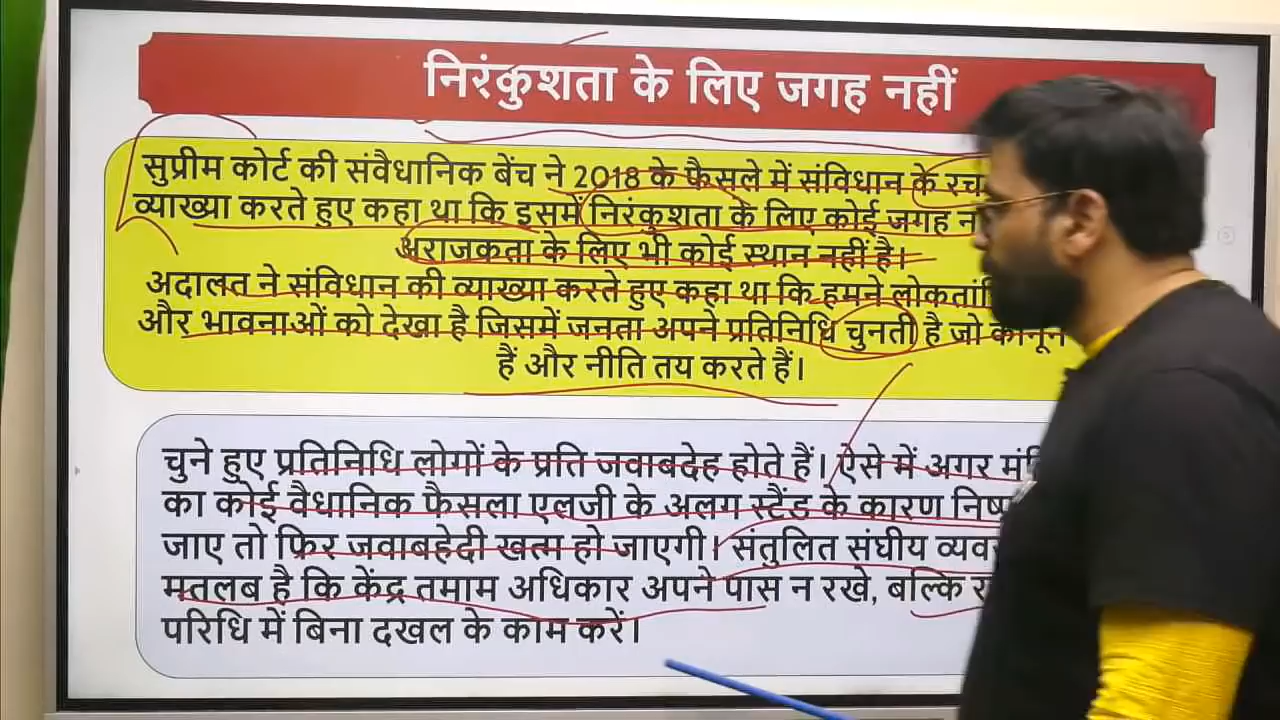 निरंकुशता के लिए जगह नहीं
सुप्रीम कोर्ट की संवैधानिक बेंच ने 2018 के फैसले में संविधान के
व्याख्या करते हुए कहा था कि इसमें निरंकुशता के लिए कोई जगह
अराजकता के लिए भी कोई स्थान नहीं है।
अदालत ने संविधान की व्याख्या करते हुए कहा था कि हमने
और भावनाओं को देखा है जिसमें जनता अपने प्रतिनिधि चुनती है जो कानून
हैं और नीति तय करते हैं।
चुने हुए प्रतिनिधि लोगों के प्रति जवाबदेह होते हैं। ऐसे में अगर
का कोई वैधानिक फैसला एलजी के अलग स्टैंड के कारण
जाए तो फ़िर जवाबहेदी खत्म हो जाएगी। संतुलित संघीय
मतलब है कि केंद्र तमाम अधिकार अपने पास न रखे, बल्कि
परिधि में बिना दखल के काम करें।